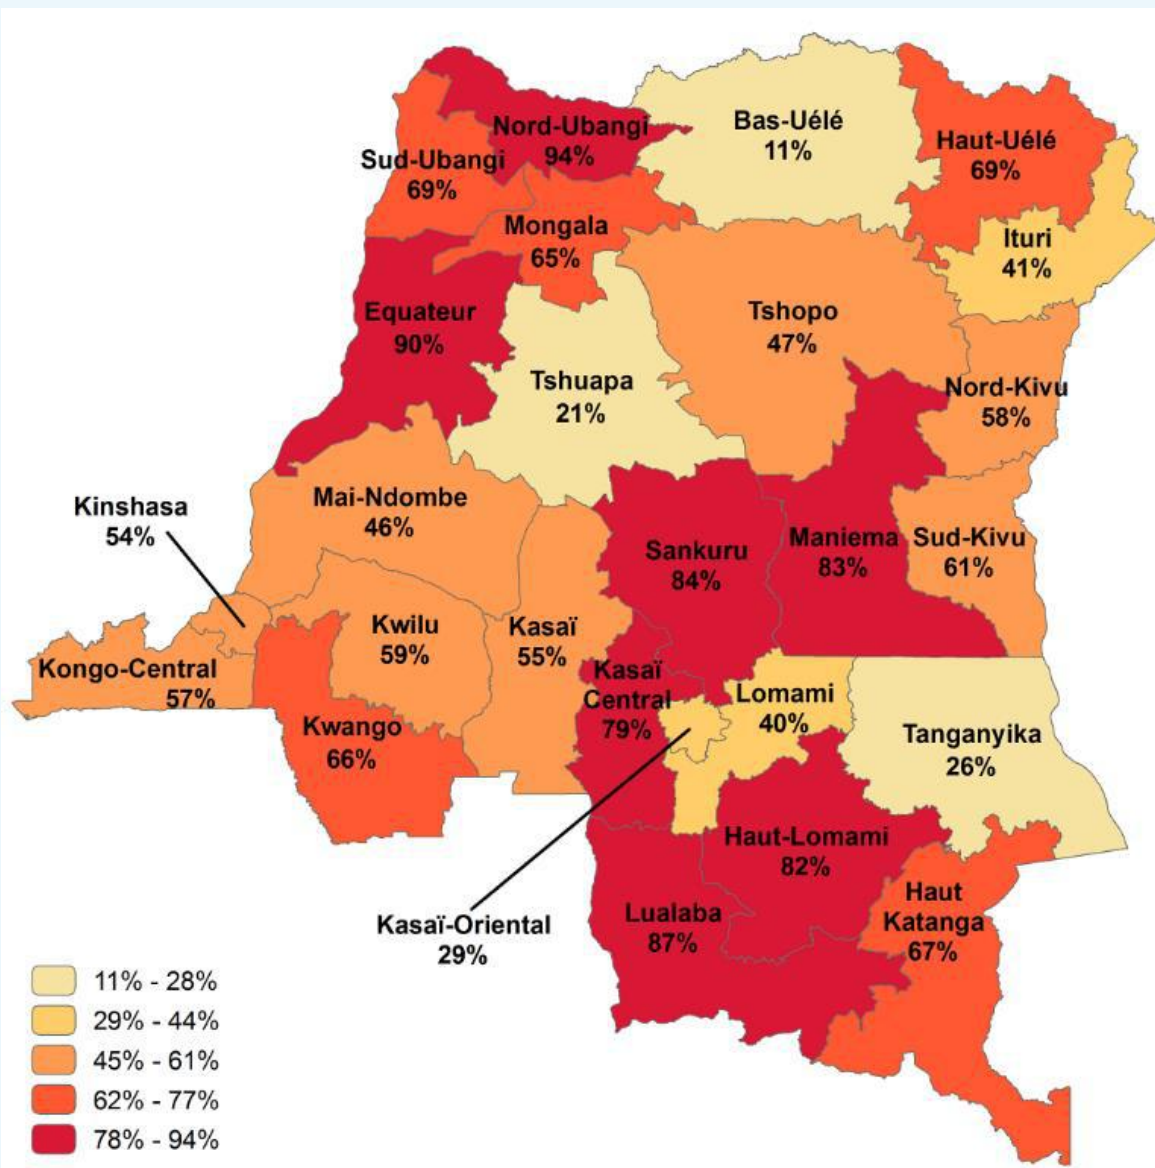 Nord-Ubangi
94%
Bas-Uélé
11%
Haut-Uélé
69%
Sud-Ubangi
69%
Mongala
65%
Ituri
41%
Equateur
90%
Tshopo
47%
Tshuapa
21%
Nord-Kivu
58%
Kinshasa
54%
Mai-Ndombe
46%
Sankuru
84%
Maniema
83%
Sud-Kivu
61%
Kongo-Central
57%
Kwilu
59%
Kasaï
55%
Kasaï
Central
79%
Lomami
40%
Kwango
66%
Tanganyika
26%
Haut-Lomami
82%
Kasaï-Oriental
29%
Lualaba
87%
Haut
Katanga
67%
11% - 28%
29% - 44%
45% - 61%
62% - 77%
78% - 94%